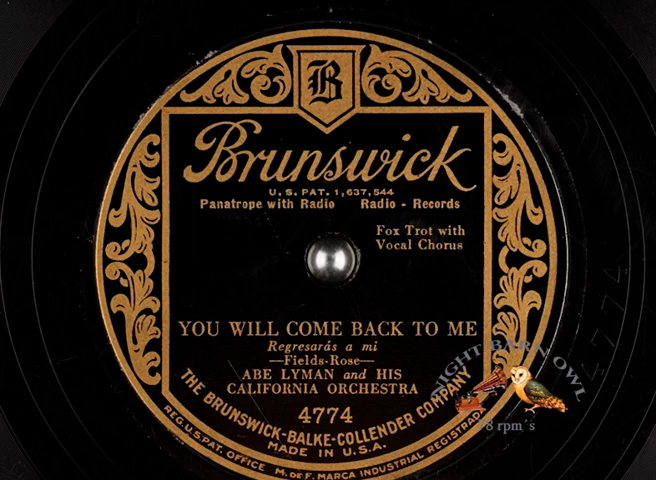 B
Brunswick
U.S. PAT. 1,637,544
Panatrope with Radio Radio - Records
Fox Trot with
Vocal Chorus
YOU WILL COME BACK TO ME
Regresarás a mi
—Fields-Rose—
ABE LYMAN and HIS
CALIFORNIA ORCHESTRA
4774
THE BRUNSWICK-BALKE-COLLENDER COMPANY
MADE IN U.S.A.
REG. U.S. PAT. OFFICE M. DE F. MARCA INDUSTRIAL REGISTRADA
NIGHT BARN OWL
78 rpm´s
4774